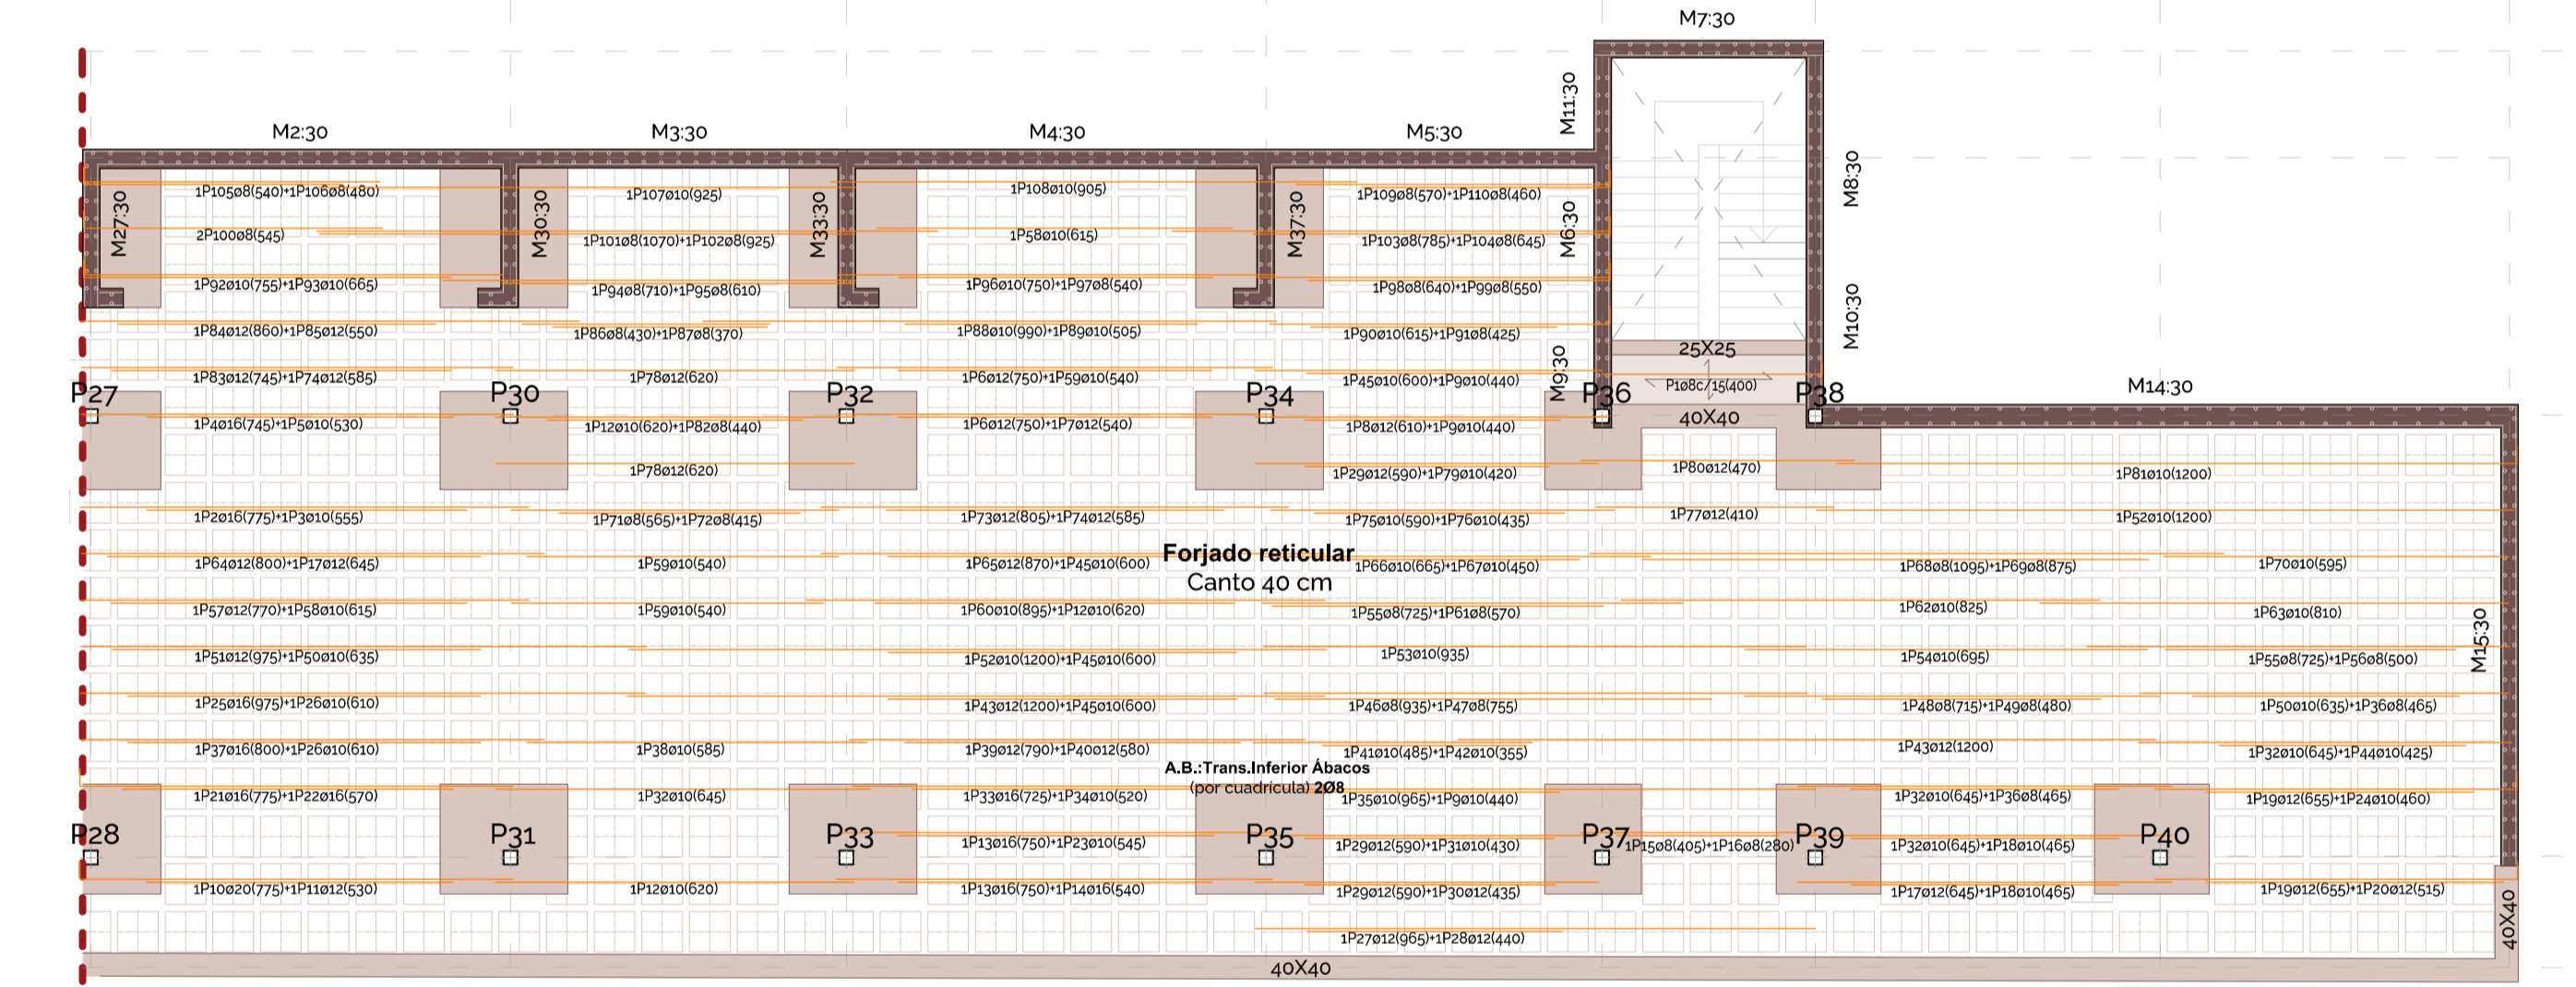 M7:30
M11:30
M2:30
M3:30
M4:30
M5:30
M8:30
M27:30
1P105ø8(540)+1P106ø8(480)
M30:30
1P107ø10(925)
M33:30
1P108ø10(905)
M37:30
1P109ø8(570)+1P110ø8(460)
M6:30
2P100ø8(545)
1P101ø8(1070)+1P102ø8(925)
1P58ø10(615)
1P103ø8(785)+1P104ø8(645)
1P92ø10(755)+1P93ø10(665)
1P94ø8(710)+1P95ø8(610)
1P96ø10(750)+1P97ø8(540)
1P98ø8(640)+1P99ø8(550)
M10:30
1P84ø12(860)+1P85ø12(550)
1P86ø8(430)+1P87ø8(370)
1P88ø10(990)+1P89ø10(505)
1P90ø10(615)+1P91ø8(425)
25X25
M9:30
1P83ø12(745)+1P74ø12(585)
1P78ø12(620)
1P6ø12(750)+1P59ø10(540)
1P45ø10(600)+1P9ø10(440)
P1ø8c/15(400)
M14:30
P27
P30
P32
P34
P36
P38
1P4ø16(745)+1P5ø10(530)
1P12ø10(620)+1P82ø8(440)
1P6ø12(750)+1P7ø12(540)
1P8ø12(610)+1P9ø10(440)
40X40
1P78ø12(620)
1P29ø12(590)+1P79ø10(420)
1P80ø12(470)
1P81ø10(1200)
1P2ø16(775)+1P3ø10(555)
1P71ø8(565)+1P72ø8(415)
1P73ø12(805)+1P74ø12(585)
1P75ø10(590)+1P76ø10(435)
1P77ø12(410)
1P52ø10(1200)
Forjado reticular
Canto 40 cm
1P64ø12(800)+1P17ø12(645)
1P59ø10(540)
1P65ø12(870)+1P45ø10(600)
1P66ø10(665)+1P67ø10(450)
1P68ø8(1095)+1P69ø8(875)
1P70ø10(595)
1P57ø12(770)+1P58ø10(615)
1P59ø10(540)
1P60ø10(895)+1P12ø10(620)
1P55ø8(725)+1P61ø8(570)
1P62ø10(825)
1P63ø10(810)
M15:30
1P51ø12(975)+1P50ø10(635)
1P52ø10(1200)+1P45ø10(600)
1P53ø10(935)
1P54ø10(695)
1P55ø8(725)+1P56ø8(500)
1P25ø16(975)+1P26ø10(610)
1P43ø12(1200)+1P45ø10(600)
1P46ø8(935)+1P47ø8(755)
1P48ø8(715)+1P49ø8(480)
1P50ø10(635)+1P36ø8(465)
1P37ø16(800)+1P26ø10(610)
1P38ø10(585)
1P39ø12(790)+1P40ø12(580)
1P41ø10(485)+1P42ø10(355)
1P43ø12(1200)
1P32ø10(645)+1P44ø10(425)
A.B.:Trans.Inferior Ábacos
(por cuadrícula) 2Ø8
1P21ø16(775)+1P22ø16(570)
1P32ø10(645)
1P33ø16(725)+1P34ø10(520)
1P35ø10(965)+1P9ø10(440)
1P32ø10(645)+1P36ø8(465)
1P19ø12(655)+1P24ø10(460)
P28
P31
P33
P35
P37
P39
P40
1P13ø16(750)+1P23ø10(545)
1P29ø12(590)+1P31ø10(430)
1P15ø8(405)+1P16ø8(280)
1P32ø10(645)+1P18ø10(465)
1P10ø20(775)+1P11ø12(530)
1P12ø10(620)
1P13ø16(750)+1P14ø16(540)
1P29ø12(590)+1P30ø12(435)
1P17ø12(645)+1P18ø10(465)
1P19ø12(655)+1P20ø12(515)
40X40
1P27ø12(965)+1P28ø12(440)
40X40